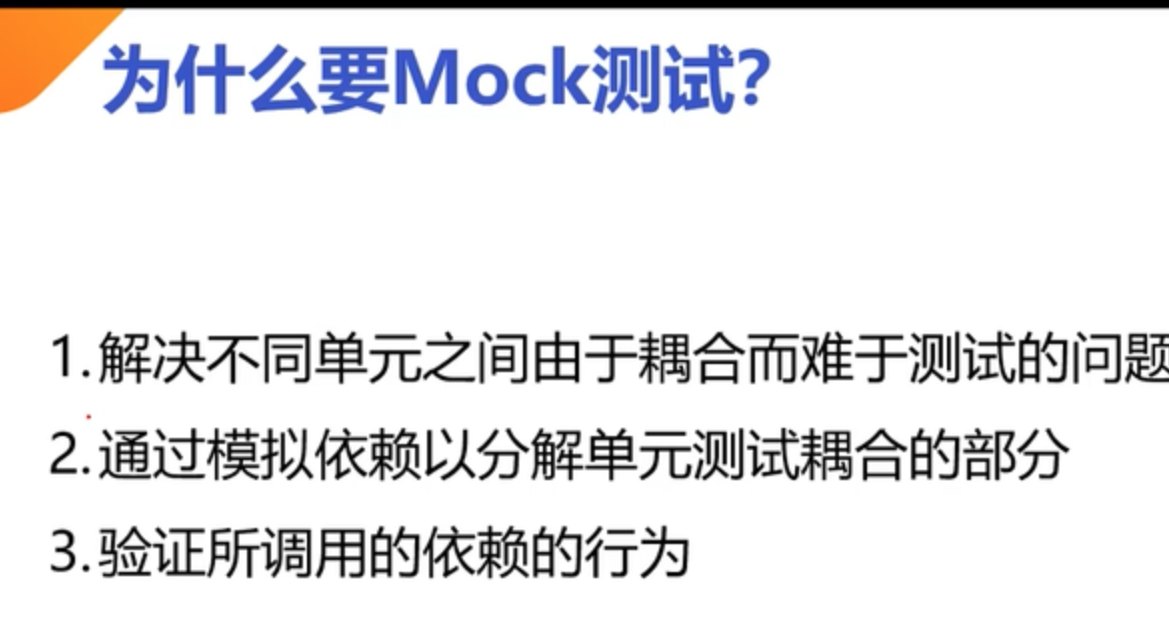 为什么要Mock测试?
1.解决不同单元之间由于耦合而难于测试的问题
2.通过模拟依赖以分解单元测试耦合的部分
3.验证所调用的依赖的行为